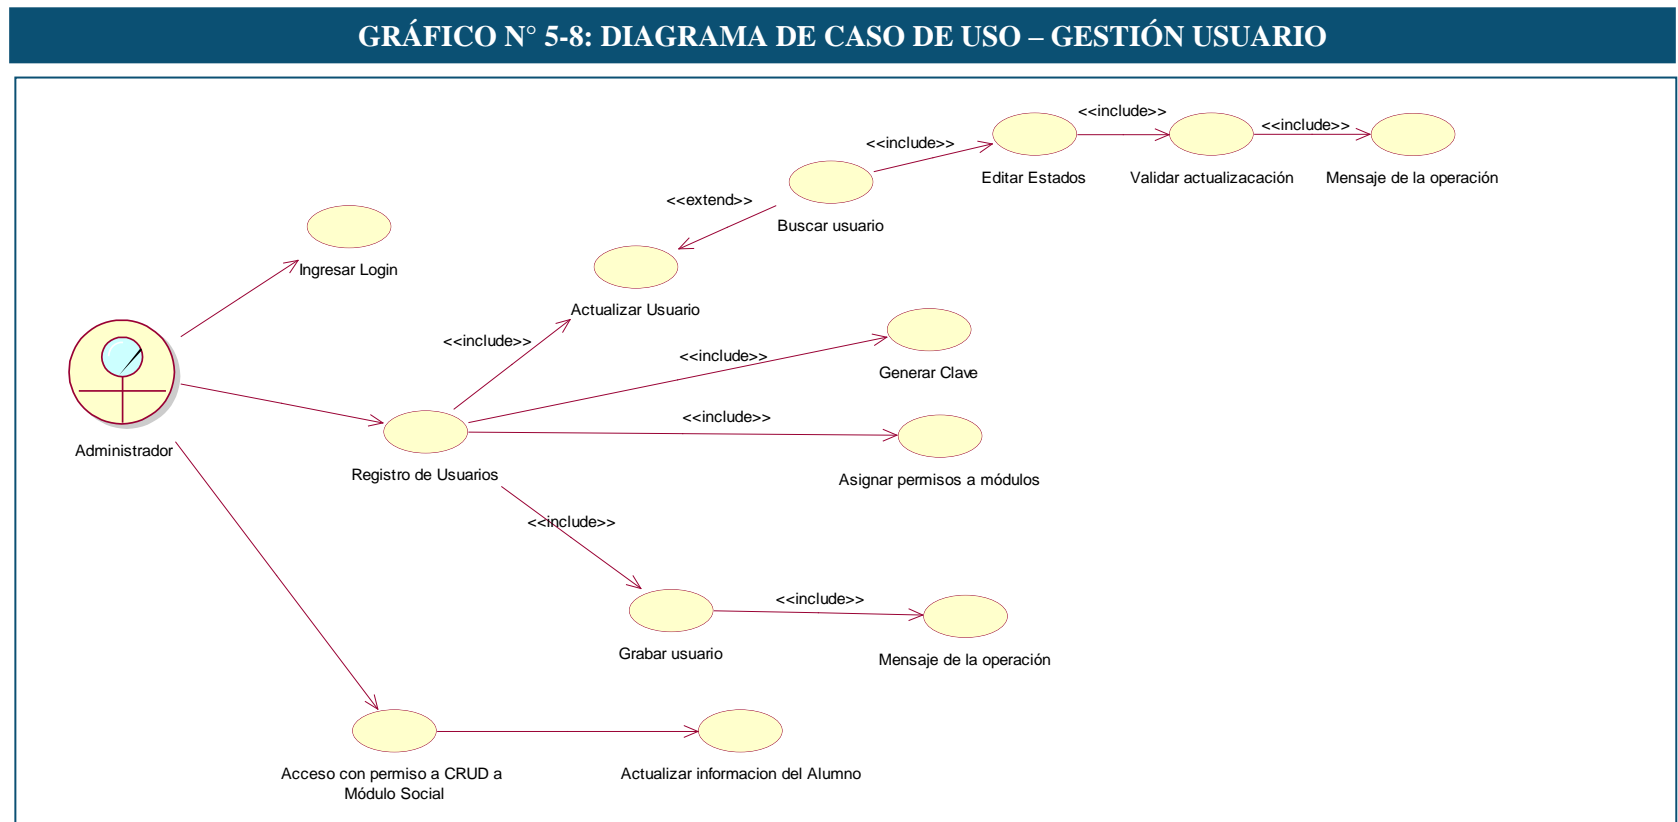 GRÁFICO N° 5-8: DIAGRAMA DE CASO DE USO – GESTIÓN USUARIO
<<include>>
<<include>>
<<include>>
Editar Estados
Validar actualizacación
Mensaje de la operación
<<extend>>
Buscar usuario
Ingresar Login
Actualizar Usuario
<<include>>
<<include>>
Generar Clave
<<include>>
Administrador
Registro de Usuarios
Asignar permisos a módulos
<<include>>
<<include>>
Grabar usuario
Mensaje de la operación
Acceso con permiso a CRUD a
Módulo Social
Actualizar informacion del Alumno